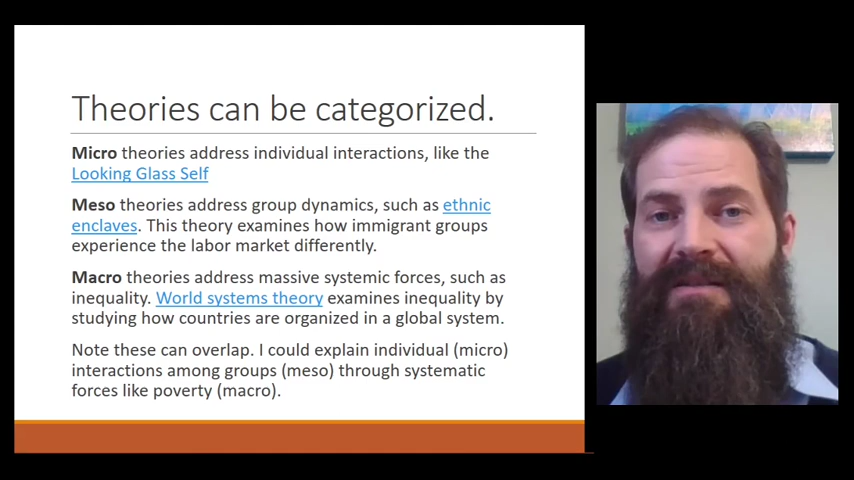 Theories can be categorized.
Micro theories address individual interactions, like the
Looking Glass Self
Meso theories address group dynamics, such as ethnic
enclaves. This theory examines how immigrant groups
experience the labor market differently.
Macro theories address massive systemic forces, such as
inequality. World systems theory examines inequality by
studying how countries are organized in a global system.
Note these can overlap. I could explain individual (micro)
interactions among groups (meso) through systematic
forces like poverty (macro).